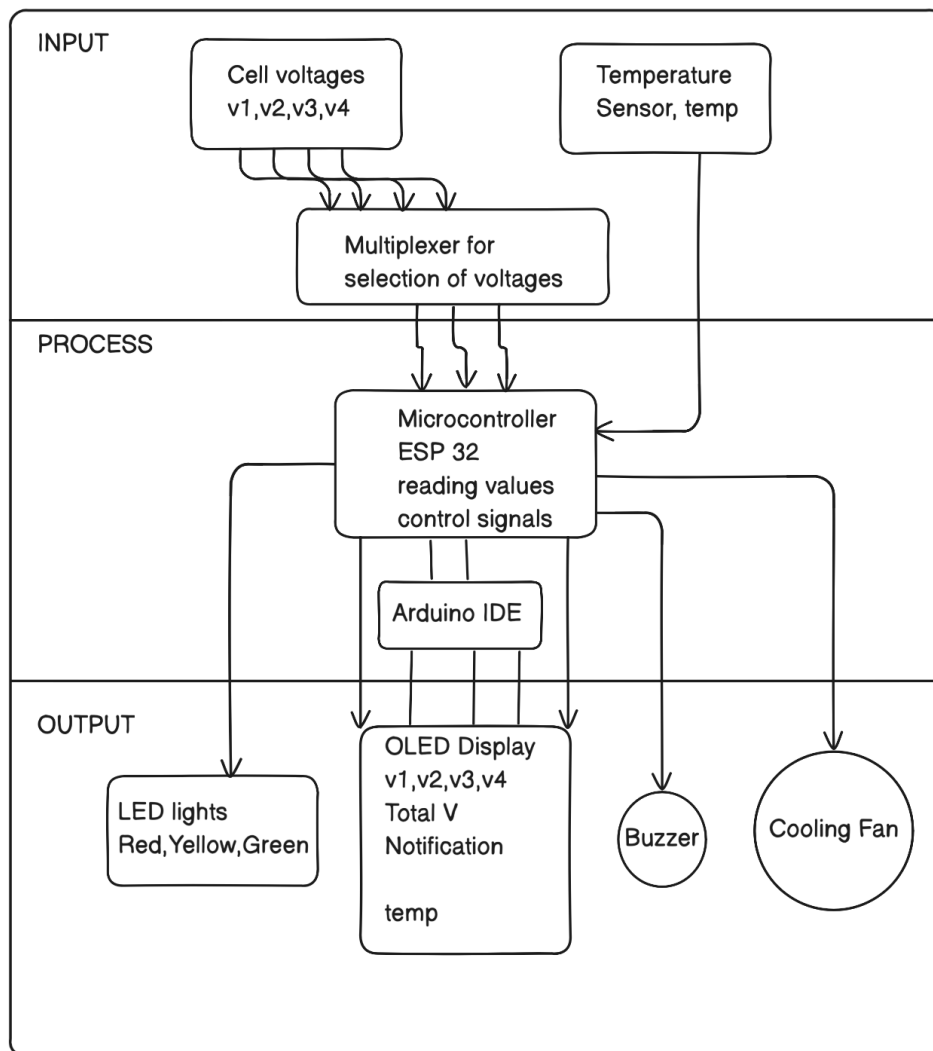 INPUT
Cell voltages
v1,v2,v3,v4
Temperature
Sensor, temp
Multiplexer for
selection of voltages
PROCESS
Microcontroller
ESP 32
reading values
control signals
Arduino IDE
OUTPUT
LED lights
Red,Yellow,Green
OLED Display
v1,v2,v3,v4
Total V
Notification
temp
Buzzer
Cooling Fan